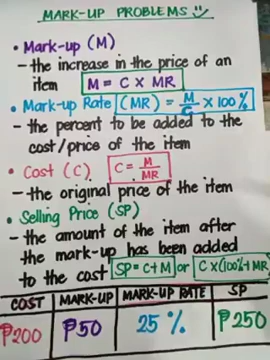 MARK-UP PROBLEMS
• Mark-up (M)
- the increase in the price of an
item M = C X MR
• Mark-up Rate (MR) = M/C X 100%
- the percent to be added to the
cost/price of the item
• Cost (C) C = M/MR
- the original price of the item
• Selling Price (SP)
- the amount of the item after
the mark-up has been added
to the cost SP = C+M or C X (100%+MR)
COST MARK-UP MARK-UP RATE SP
₱200 ₱50 25% ₱250